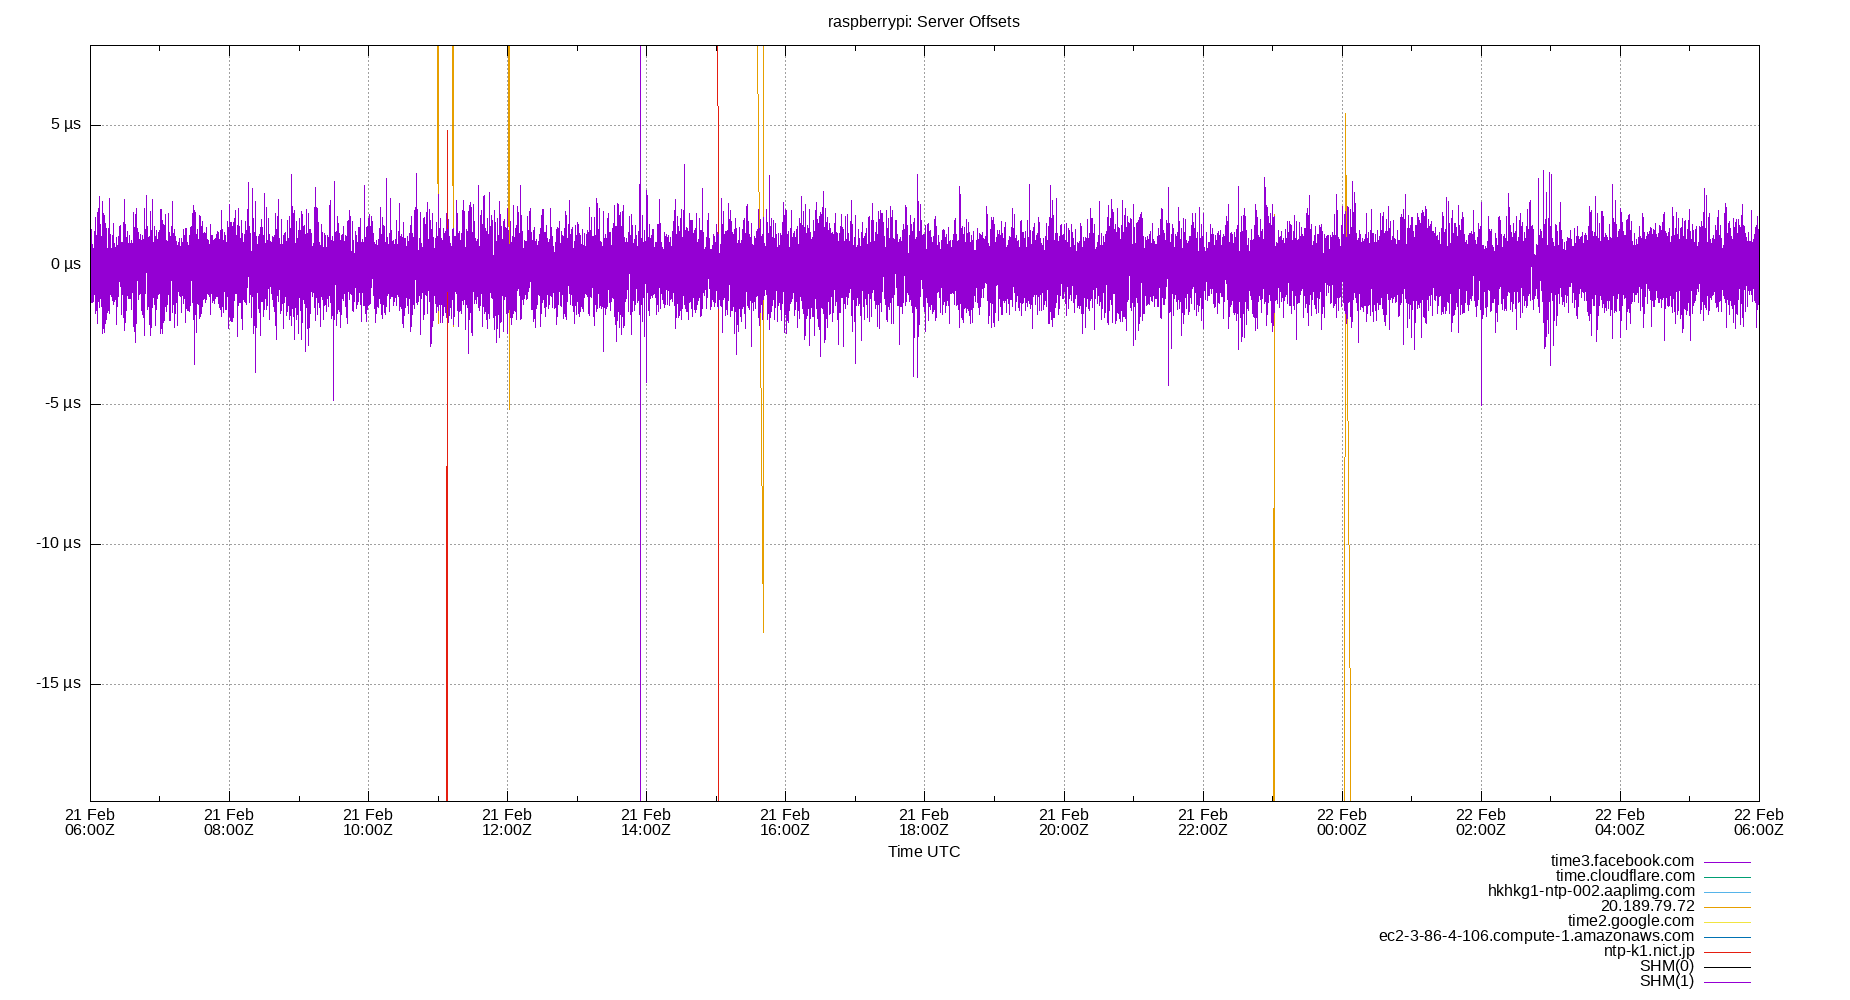 raspberrypi: Server Offsets
5 µs
0 µs
-5 µs
-10 µs
-15 µs
21 Feb 21 Feb 21 Feb 21 Feb 21 Feb 21 Feb 21 Feb 21 Feb 21 Feb 22 Feb 22 Feb 22 Feb 22 Feb
06:00Z 08:00Z 10:00Z 12:00Z 14:00Z 16:00Z 18:00Z 20:00Z 22:00Z 00:00Z 02:00Z 04:00Z 06:00Z
Time UTC
time3.facebook.com
time.cloudflare.com
hkhkg1-ntp-002.aaplimg.com
20.189.79.72
time2.google.com
ec2-3-86-4-106.compute-1.amazonaws.com
ntp-k1.nict.jp
SHM(0)
SHM(1)